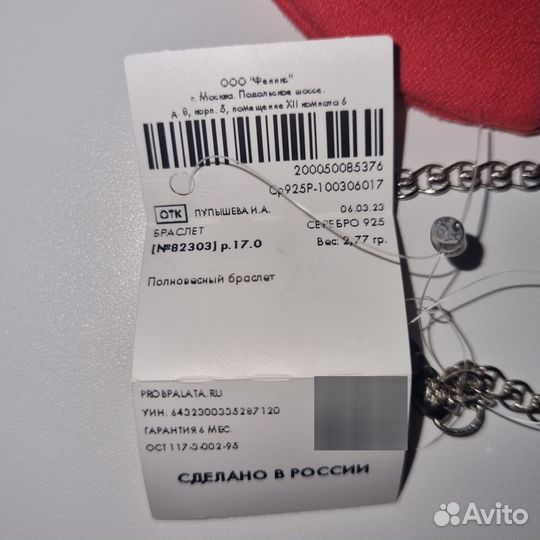 ООО "Феникс"
г. Москва. Подольское шоссе.
д. 8, корп. 5, помещение XII комната 6
200050085376
Ср925Р-100306017
ОТК ПУПЫШЕВА И.А. 06.03.23
БРАСЛЕТ СЕРЕБРО 925
(№82303) р.17.0 Вес: 2,77 гр.
Полновесный браслет
PROBPALATA.RU
УИН: 6432300335287120
ГАРАНТИЯ 6 МЕС.
ОСТ 117-3-002-95
СДЕЛАНО В РОССИИ
Avito